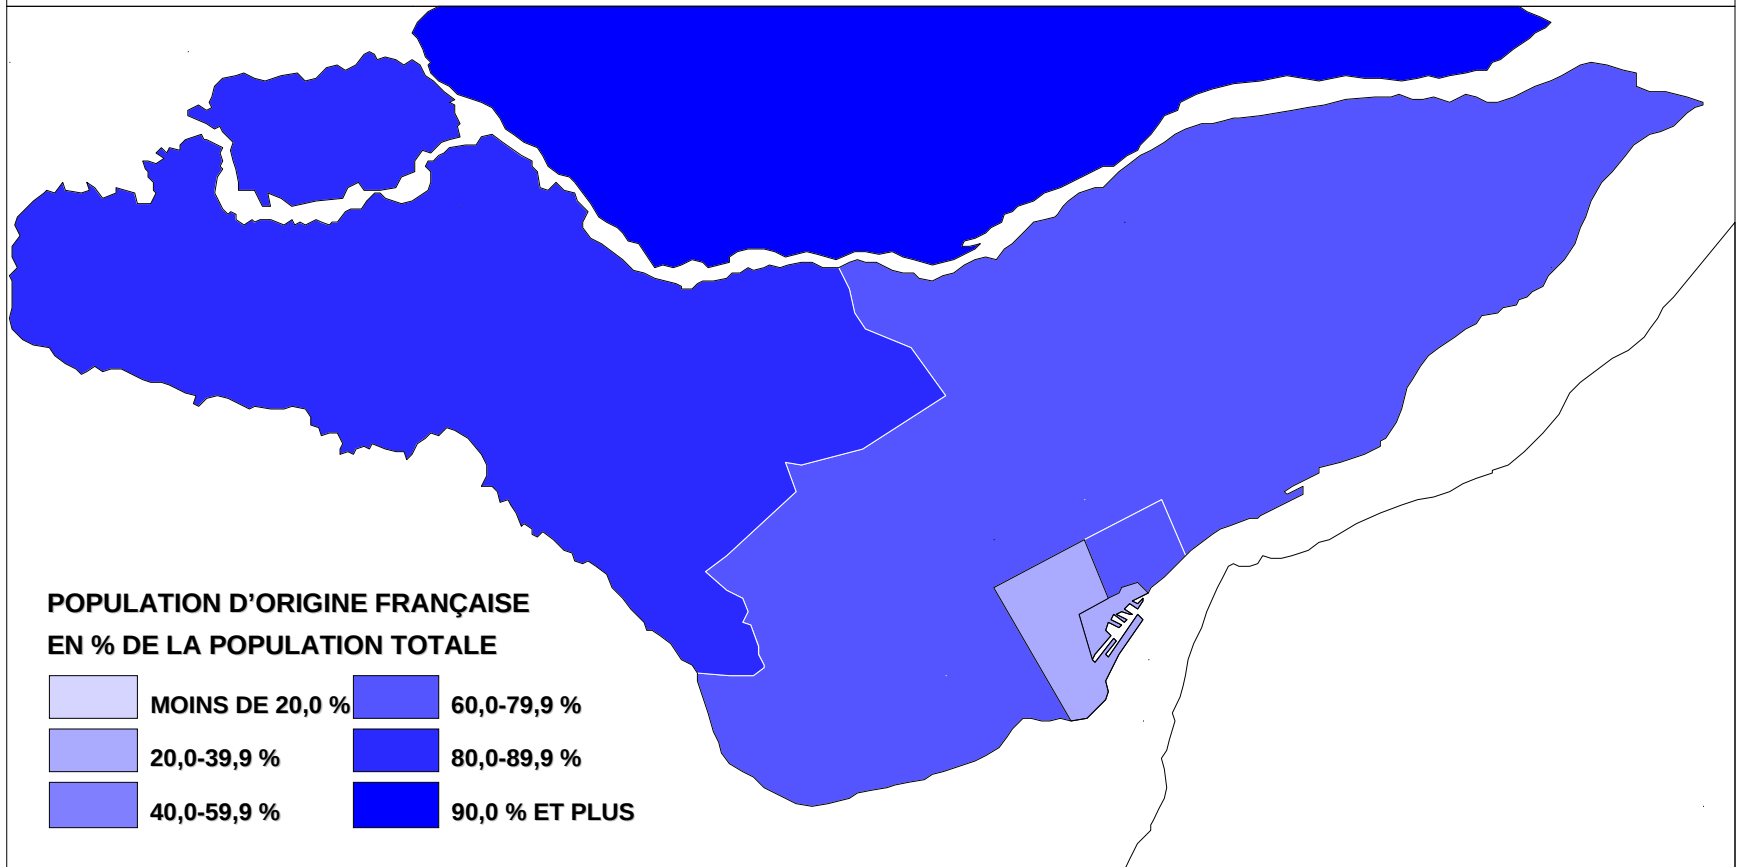 POPULATION D’ORIGINE FRANÇAISE
EN % DE LA POPULATION TOTALE
MOINS DE 20,0 %
20,0-39,9 %
40,0-59,9 %
60,0-79,9 %
80,0-89,9 %
90,0 % ET PLUS